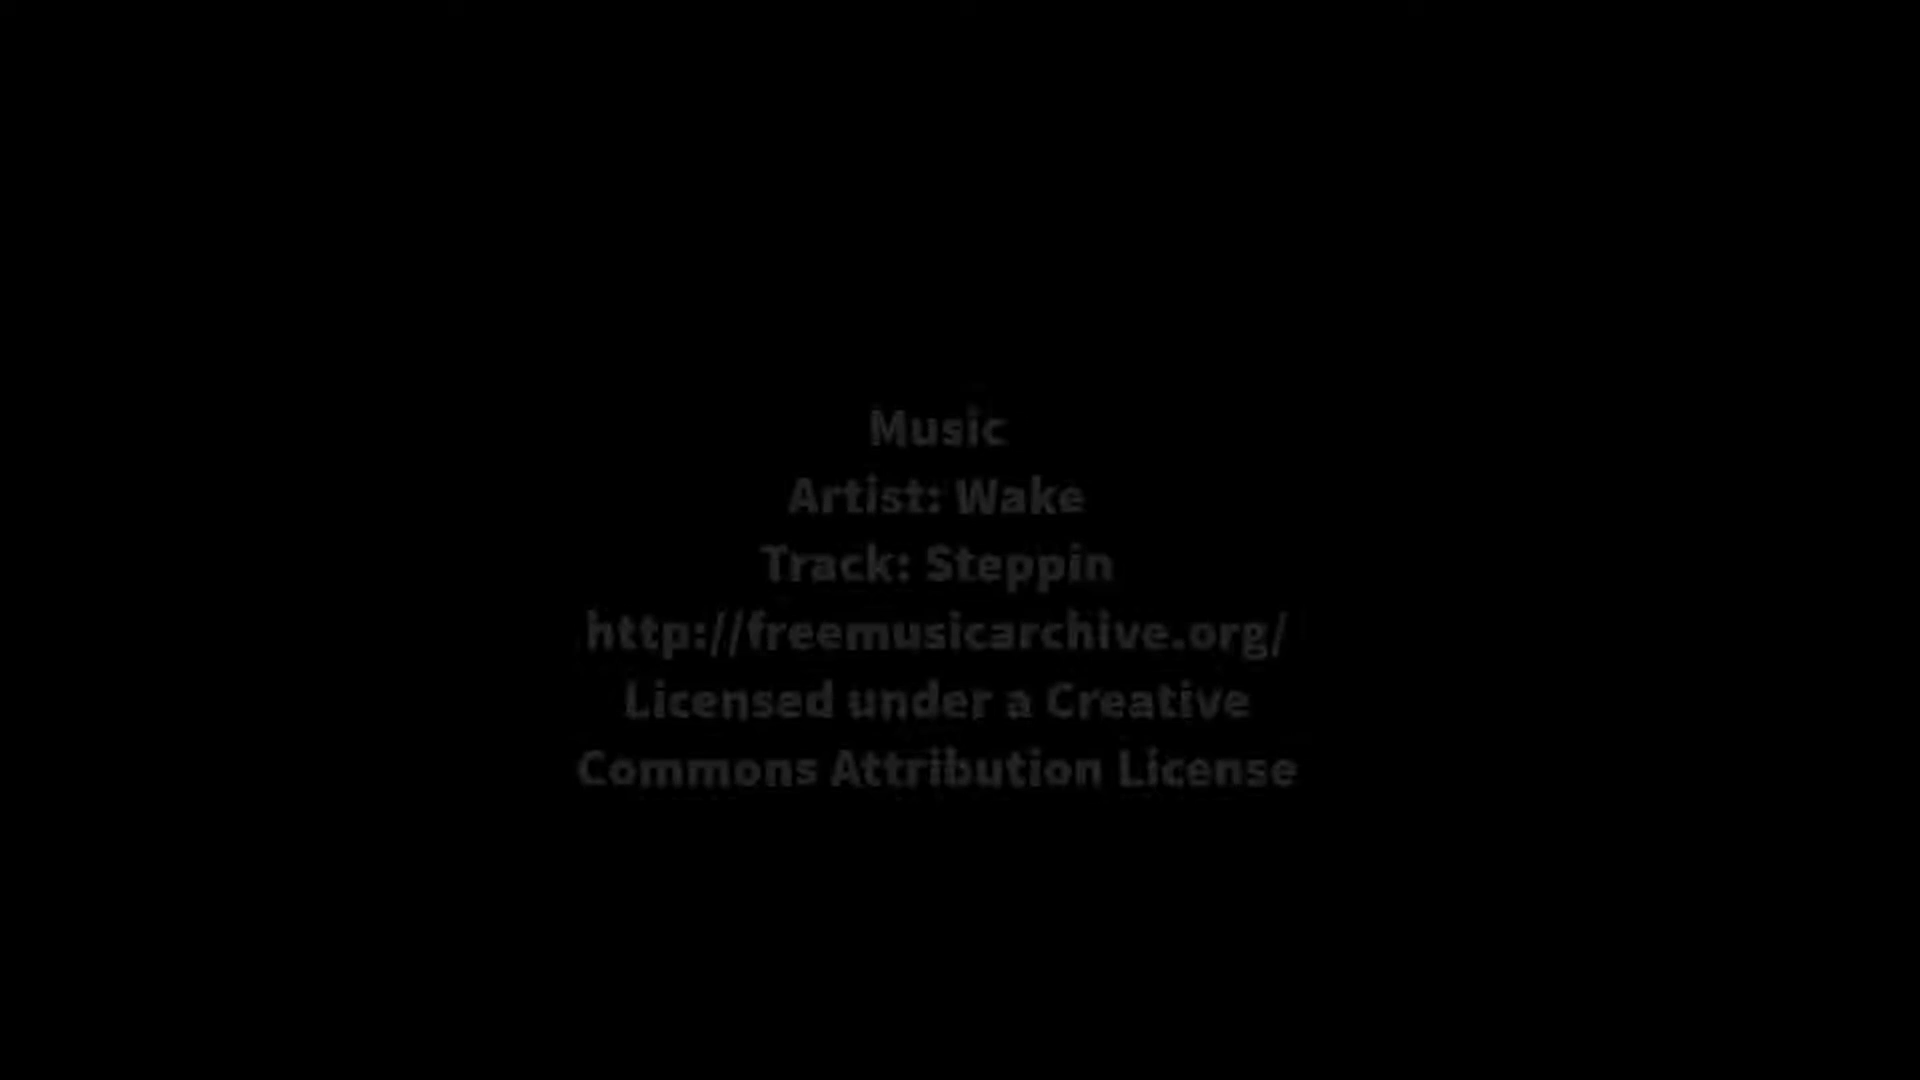 Music
Artist: Wake
Track: Steppin
http://freemusicarchive.org/
Licensed under a Creative
Commons Attribution License